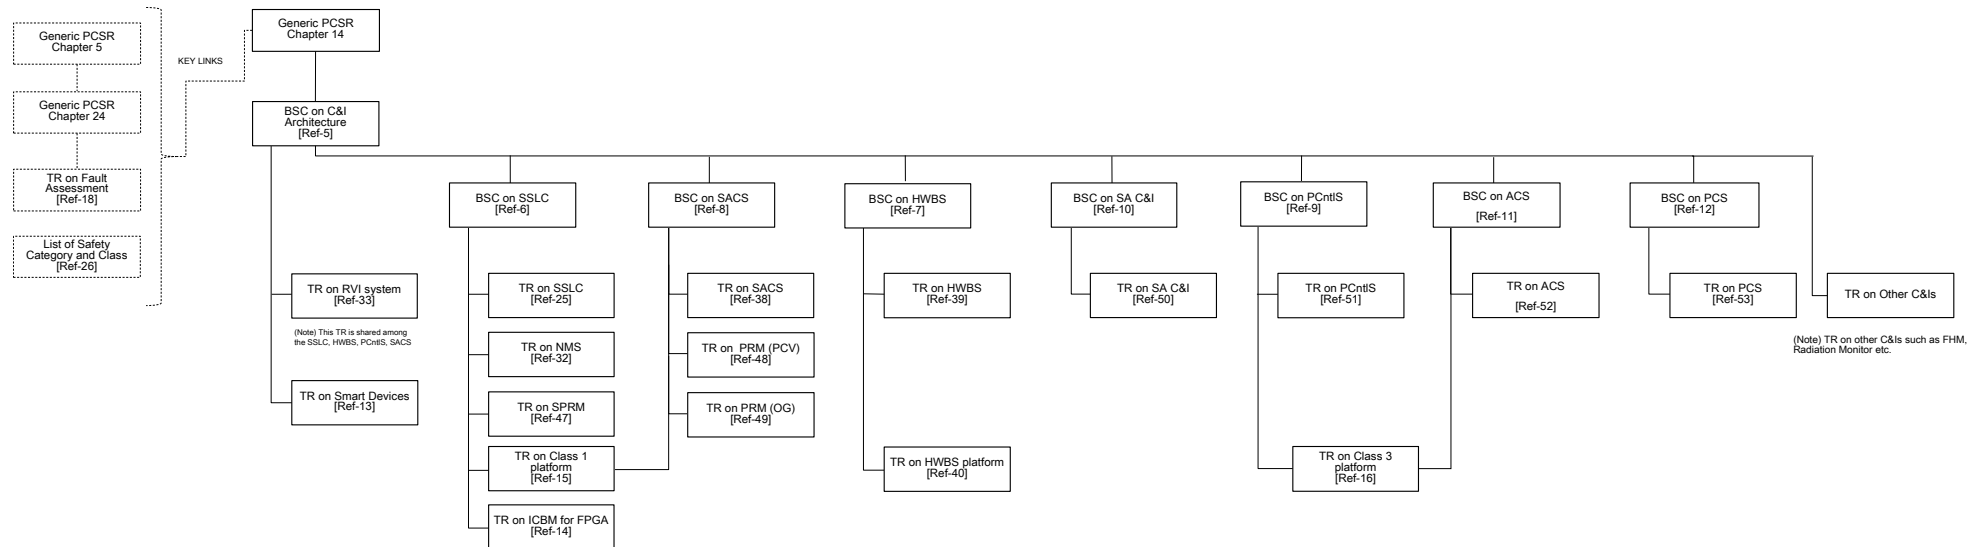 Generic PCSR
Chapter 5
Generic PCSR
Chapter 24
TR on Fault
Assessment
[Ref-18]
List of Safety
Category and Class
[Ref-26]
KEY LINKS
Generic PCSR
Chapter 14
BSC on C&I
Architecture
[Ref-5]
TR on RVI system
[Ref-33]
(Note) This TR is shared among
the SSLC, HWBS, PCntlS, SACS
TR on Smart Devices
[Ref-13]
BSC on SSLC
[Ref-6]
TR on SSLC
[Ref-25]
TR on NMS
[Ref-32]
TR on SPRM
[Ref-47]
TR on Class 1
platform
[Ref-15]
TR on ICBM for FPGA
[Ref-14]
BSC on SACS
[Ref-8]
TR on SACS
[Ref-38]
TR on PRM (PCV)
[Ref-48]
TR on PRM (OG)
[Ref-49]
BSC on HWBS
[Ref-7]
TR on HWBS
[Ref-39]
TR on HWBS platform
[Ref-40]
BSC on SA C&I
[Ref-10]
TR on SA C&I
[Ref-50]
BSC on PCntlS
[Ref-9]
TR on PCntlS
[Ref-51]
TR on Class 3
platform
[Ref-16]
BSC on ACS
[Ref-11]
TR on ACS
[Ref-52]
BSC on PCS
[Ref-12]
TR on PCS
[Ref-53]
TR on Other C&Is
(Note) TR on other C&Is such as FHM,
Radiation Monitor etc.